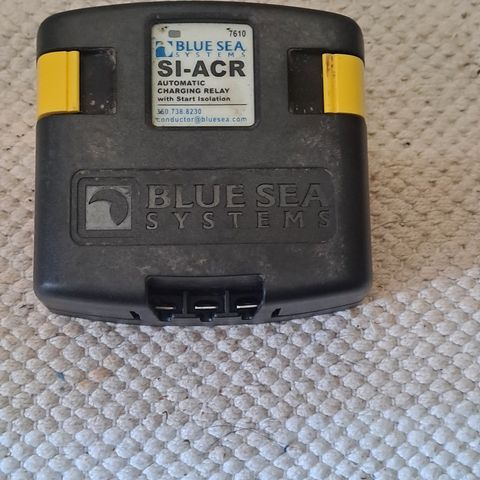 7610
BLUE SEA
SYSTEMS
SI-ACR
AUTOMATIC
CHARGING RELAY
with Start Isolation
360.738.8230
conductor@bluesea.com
BLUE SEA
SYSTEMS